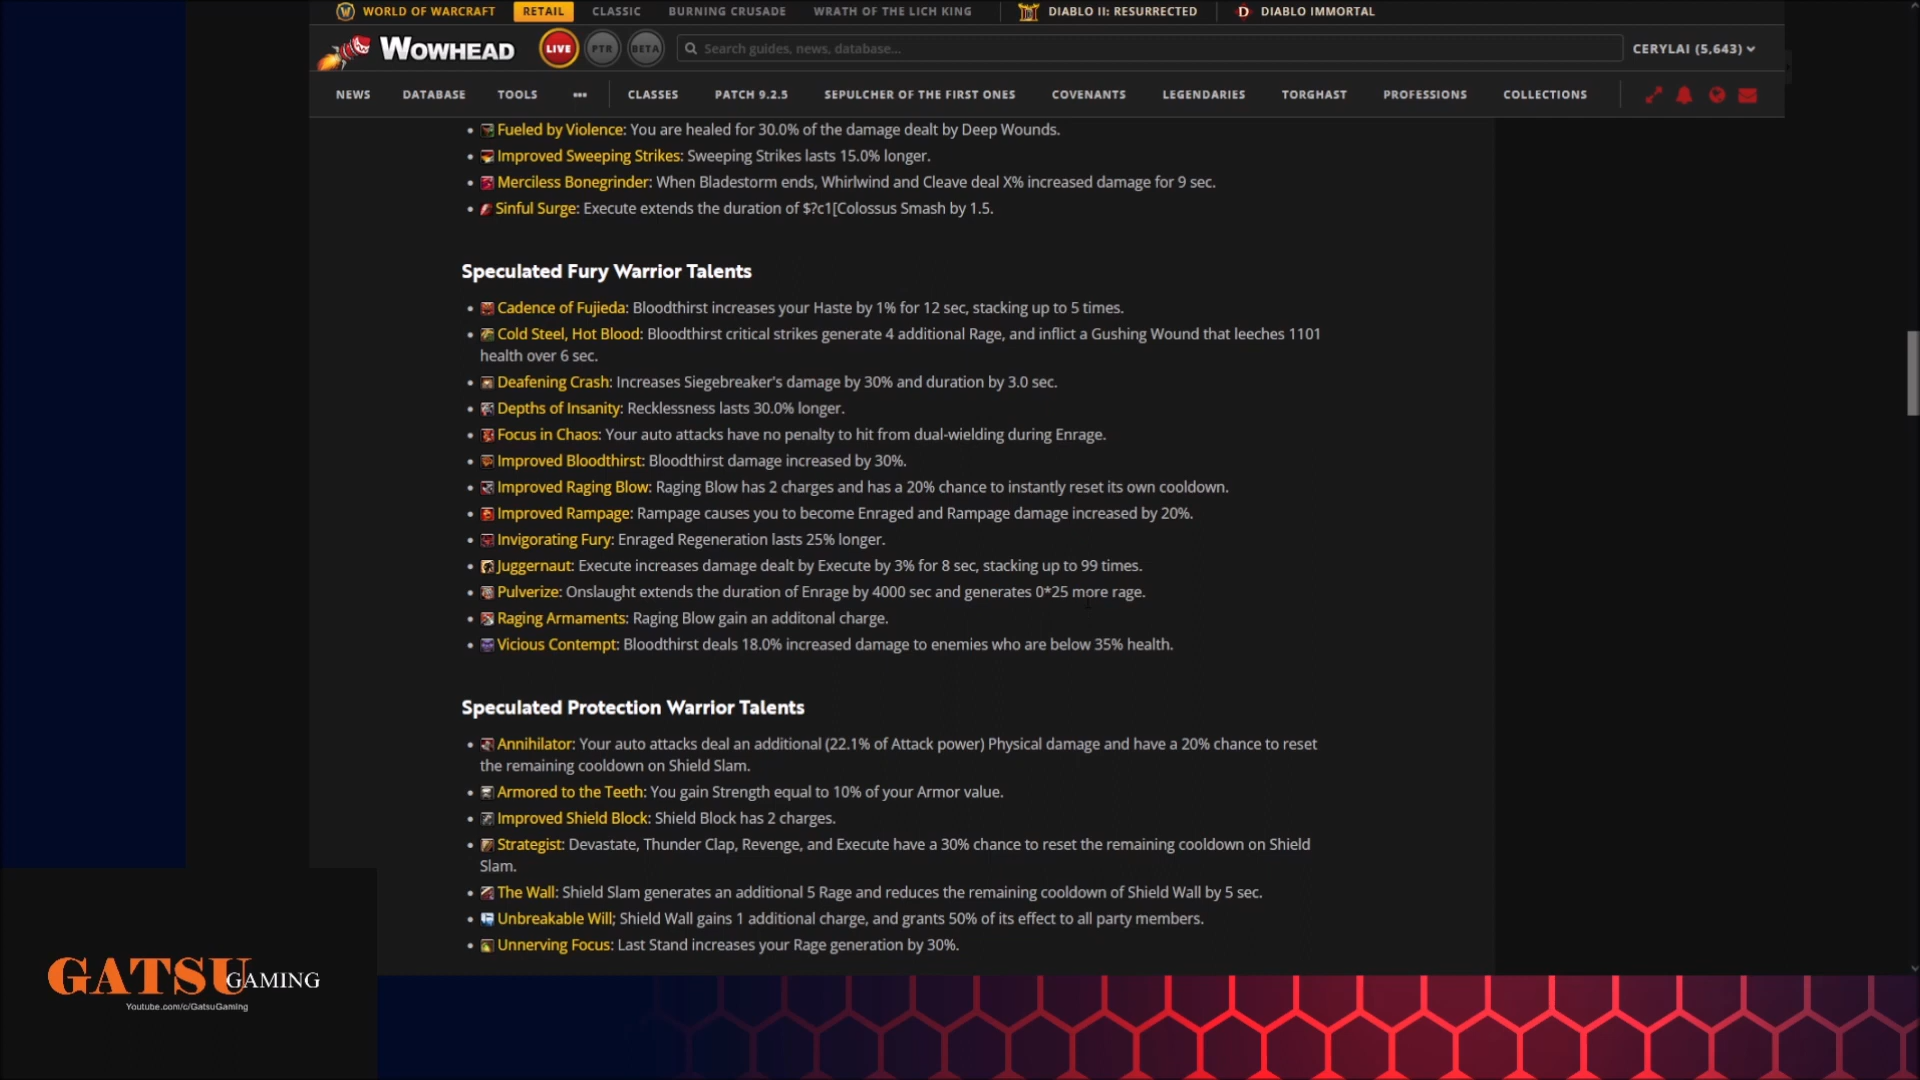 WORLD OF WARCRAFT RETAIL CLASSIC BURNING CRUSADE WRATH OF THE LICH KING DIABLO II: RESURRECTED DIABLO IMMORTAL
WOWHEAD LIVE PTR BETA Search guides, news, database... CERYLAI (5,643)
NEWS DATABASE TOOLS ••• CLASSES PATCH 9.2.5 SEPULCHER OF THE FIRST ONES COVENANTS LEGENDARIES TORGHAST PROFESSIONS COLLECTIONS
• Fueled by Violence: You are healed for 30.0% of the damage dealt by Deep Wounds.
• Improved Sweeping Strikes: Sweeping Strikes lasts 15.0% longer.
• Merciless Bonegrinder: When Bladestorm ends, Whirlwind and Cleave deal X% increased damage for 9 sec.
• Sinful Surge: Execute extends the duration of $?c1[Colossus Smash by 1.5.
Speculated Fury Warrior Talents
• Cadence of Fujieda: Bloodthirst increases your Haste by 1% for 12 sec, stacking up to 5 times.
• Cold Steel, Hot Blood: Bloodthirst critical strikes generate 4 additional Rage, and inflict a Gushing Wound that leeches 1101
health over 6 sec.
• Deafening Crash: Increases Siegebreaker's damage by 30% and duration by 3.0 sec.
• Depths of Insanity: Recklessness lasts 30.0% longer.
• Focus in Chaos: Your auto attacks have no penalty to hit from dual-wielding during Enrage.
• Improved Bloodthirst: Bloodthirst damage increased by 30%.
• Improved Raging Blow: Raging Blow has 2 charges and has a 20% chance to instantly reset its own cooldown.
• Improved Rampage: Rampage causes you to become Enraged and Rampage damage increased by 20%.
• Invigorating Fury: Enraged Regeneration lasts 25% longer.
• Juggernaut: Execute increases damage dealt by Execute by 3% for 8 sec, stacking up to 99 times.
• Pulverize: Onslaught extends the duration of Enrage by 4000 sec and generates 0*25 more rage.
• Raging Armaments: Raging Blow gain an additonal charge.
• Vicious Contempt: Bloodthirst deals 18.0% increased damage to enemies who are below 35% health.
Speculated Protection Warrior Talents
• Annihilator: Your auto attacks deal an additional (22.1% of Attack power) Physical damage and have a 20% chance to reset
the remaining cooldown on Shield Slam.
• Armored to the Teeth: You gain Strength equal to 10% of your Armor value.
• Improved Shield Block: Shield Block has 2 charges.
• Strategist: Devastate, Thunder Clap, Revenge, and Execute have a 30% chance to reset the remaining cooldown on Shield
Slam.
• The Wall: Shield Slam generates an additional 5 Rage and reduces the remaining cooldown of Shield Wall by 5 sec.
• Unbreakable Will; Shield Wall gains 1 additional charge, and grants 50% of its effect to all party members.
• Unnerving Focus: Last Stand increases your Rage generation by 30%.
GATSU GAMING
Youtube.com/c/GatsuGaming